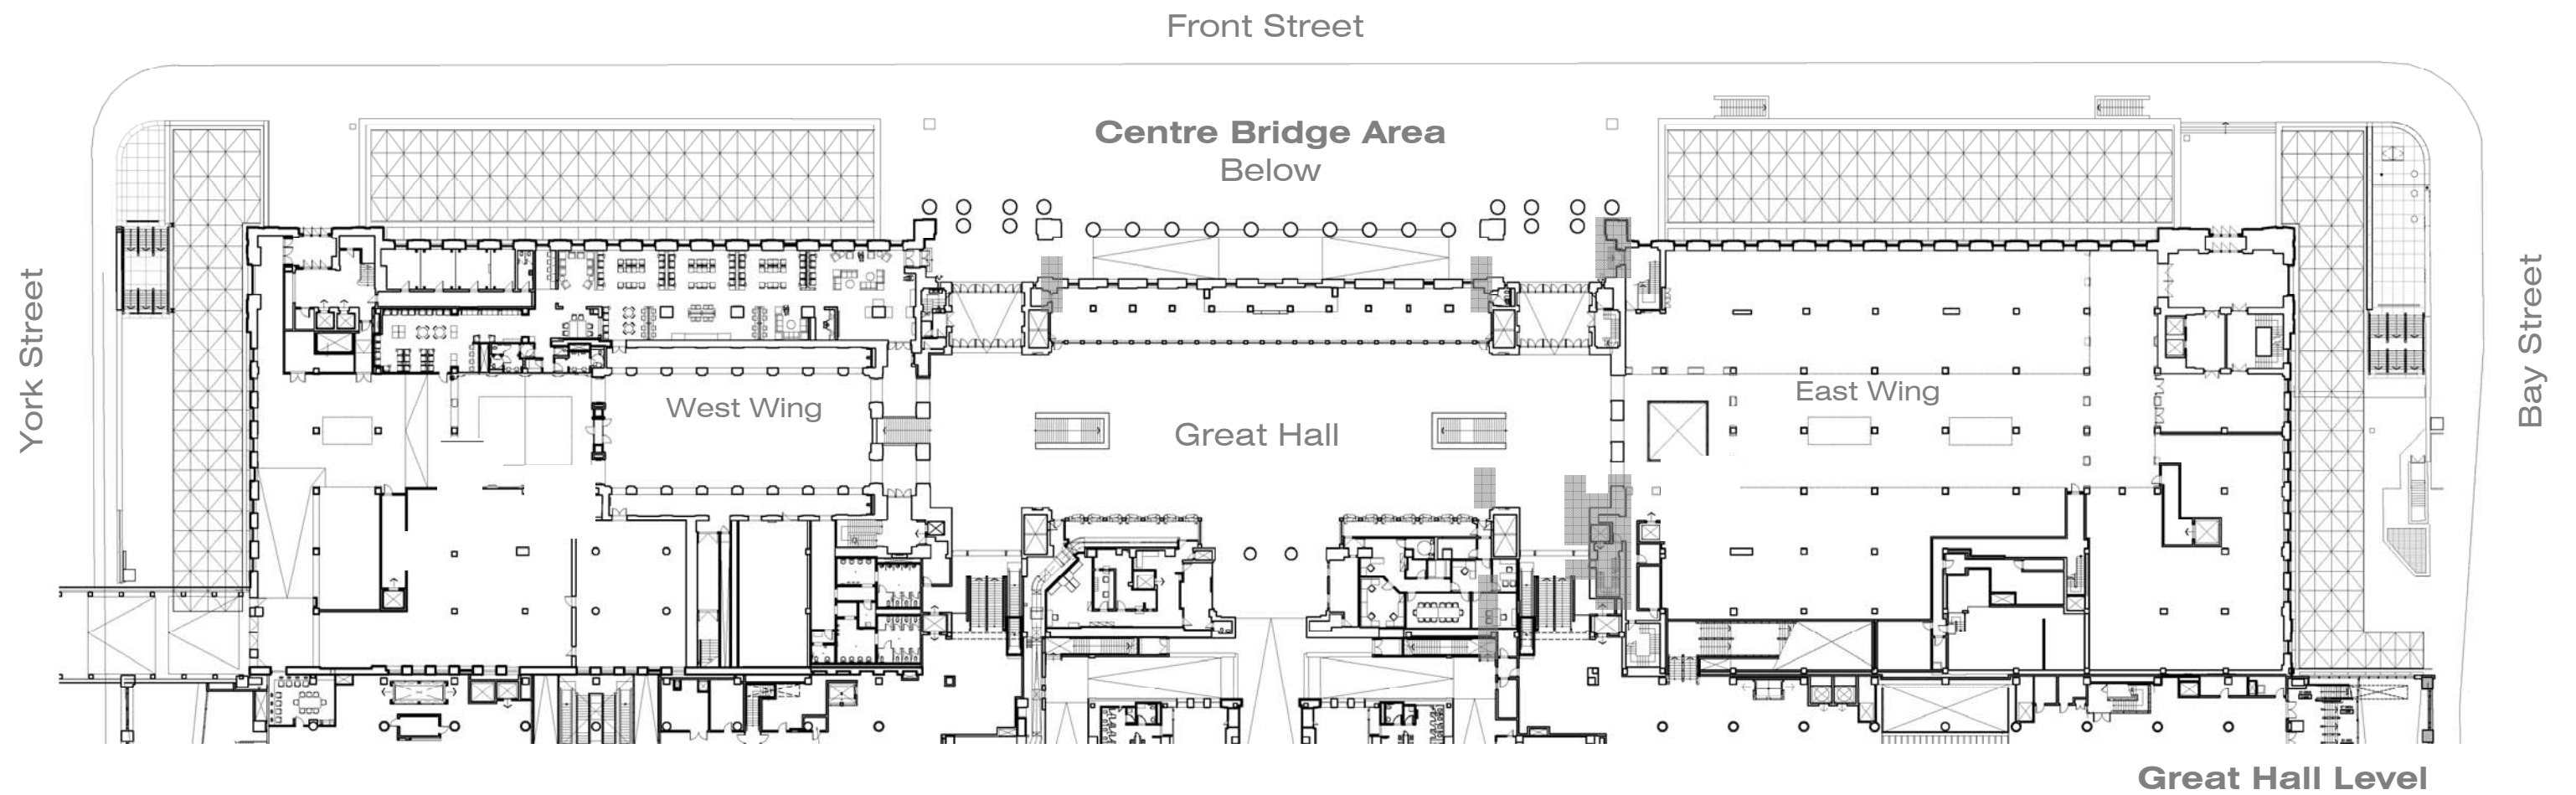 Front Street
Centre Bridge Area
Below
York Street
Bay Street
West Wing
East Wing
Great Hall
Great Hall Level